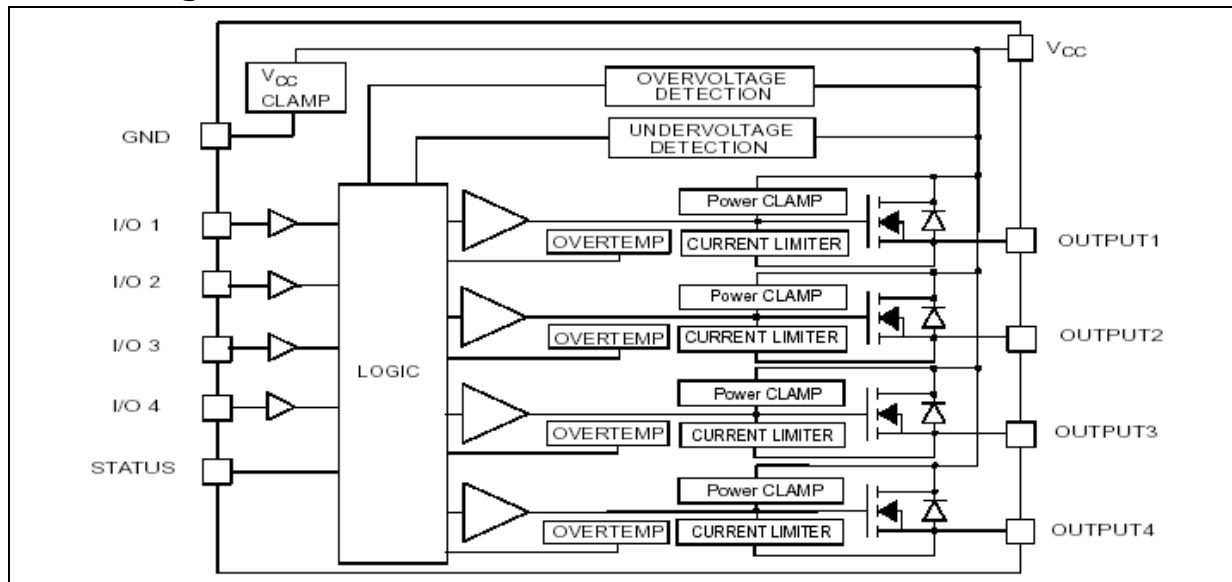 VCC
VCC
CLAMP
OVERVOLTAGE
DETECTION
UNDERVOLTAGE
DETECTION
GND
I/O 1
I/O 2
I/O 3
I/O 4
STATUS
LOGIC
Power CLAMP
OVERTEMP
CURRENT LIMITER
OUTPUT1
Power CLAMP
OVERTEMP
CURRENT LIMITER
OUTPUT2
Power CLAMP
OVERTEMP
CURRENT LIMITER
OUTPUT3
Power CLAMP
OVERTEMP
CURRENT LIMITER
OUTPUT4